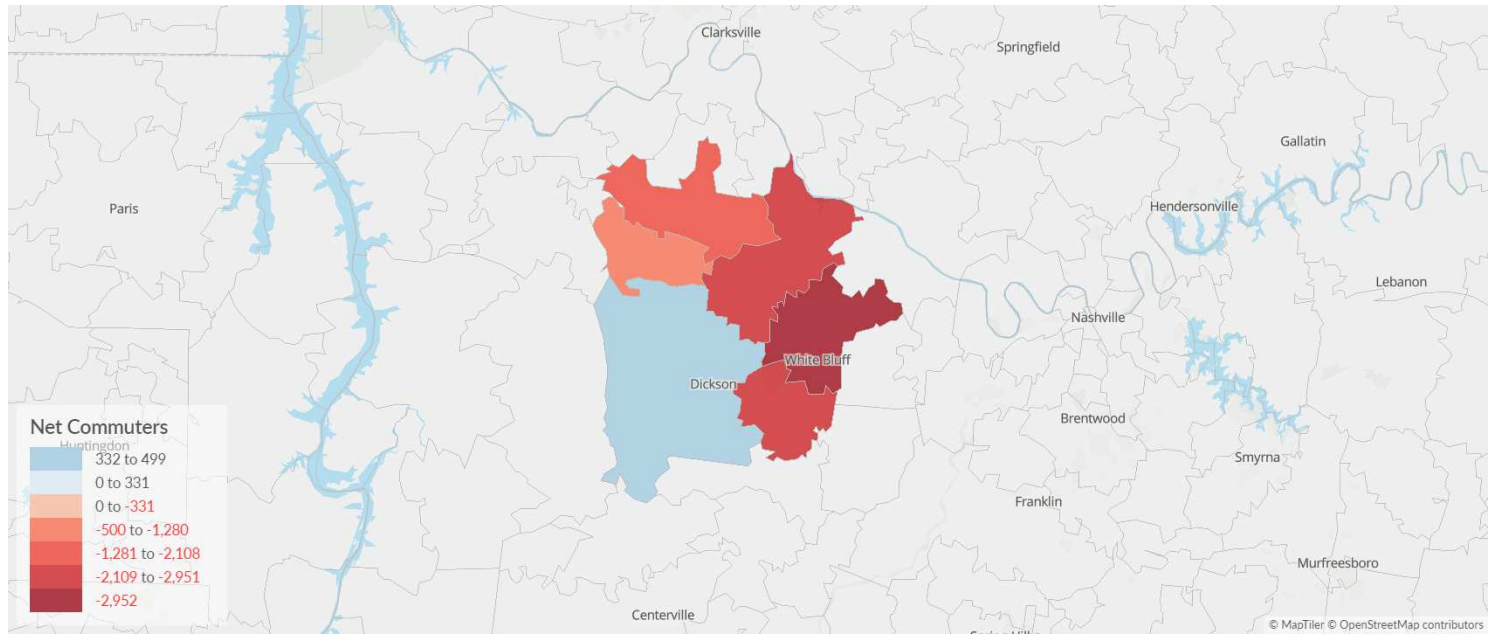 Clarksville
Springfield
Gallatin
Paris
Hendersonville
Lebanon
Nashville
White Bluff
Dickson
Brentwood
Net Commuters
Huntingdon
332 to 499
0 to 331
0 to -331
-500 to -1,280
-1,281 to -2,108
-2,109 to -2,951
-2,952
Smyrna
Franklin
Murfreesboro
Centerville
© MapTiler © OpenStreetMap contributors